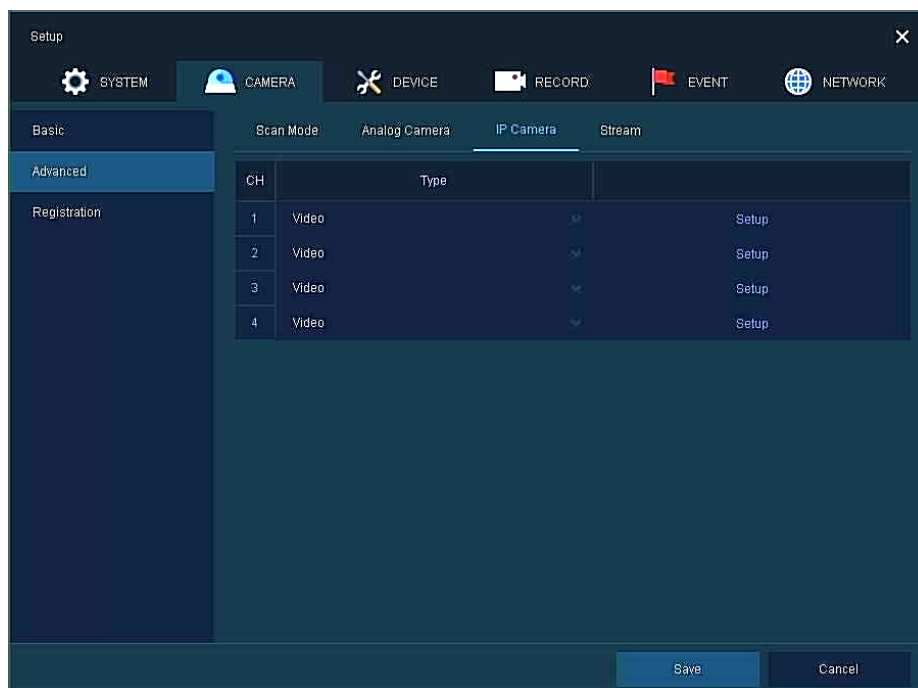 Setup
SYSTEM CAMERA DEVICE RECORD EVENT NETWORK
Basic
Advanced
Registration
Scan Mode Analog Camera IP Camera Stream
CH Type
1 Video Setup
2 Video Setup
3 Video Setup
4 Video Setup
Save Cancel